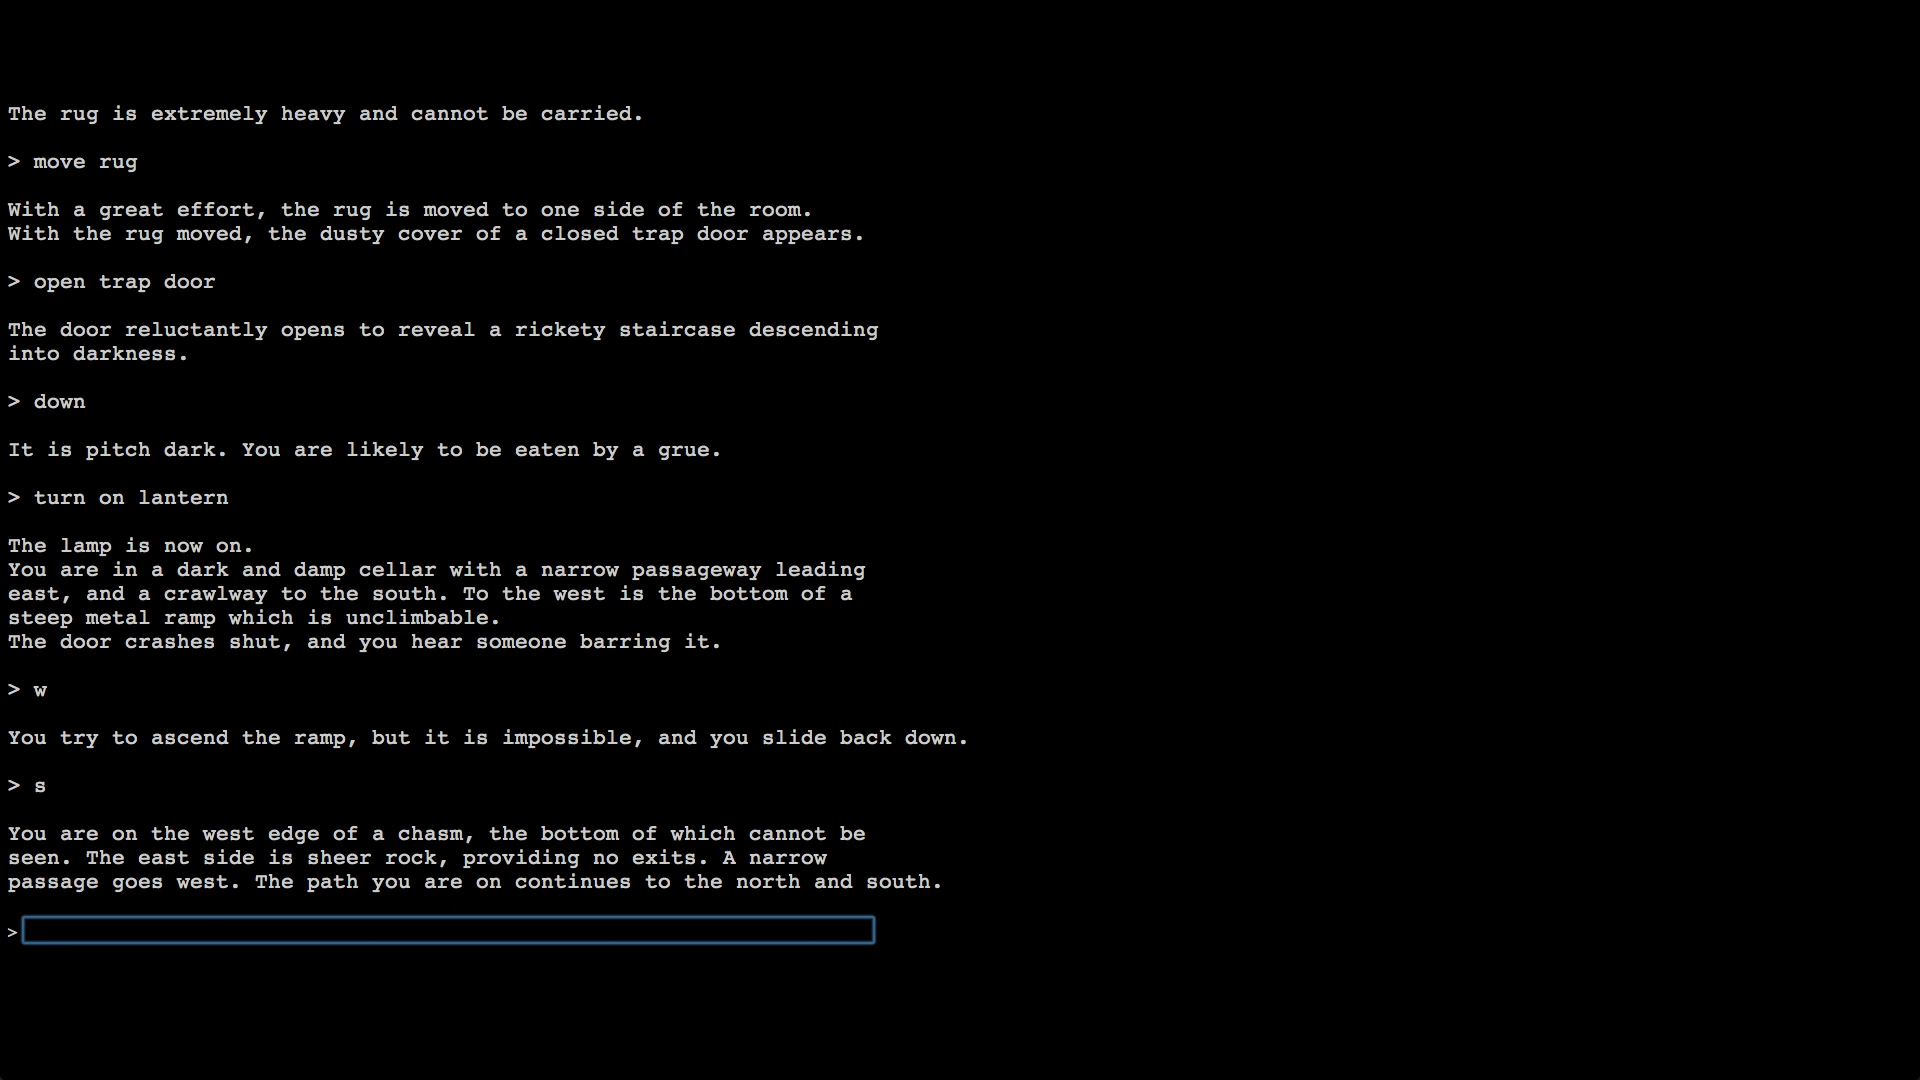 The rug is extremely heavy and cannot be carried.
> move rug
With a great effort, the rug is moved to one side of the room.
With the rug moved, the dusty cover of a closed trap door appears.
> open trap door
The door reluctantly opens to reveal a rickety staircase descending
into darkness.
> down
It is pitch dark. You are likely to be eaten by a grue.
> turn on lantern
The lamp is now on.
You are in a dark and damp cellar with a narrow passageway leading
east, and a crawlway to the south. To the west is the bottom of a
steep metal ramp which is unclimbable.
The door crashes shut, and you hear someone barring it.
> w
You try to ascend the ramp, but it is impossible, and you slide back down.
> s
You are on the west edge of a chasm, the bottom of which cannot be
seen. The east side is sheer rock, providing no exits. A narrow
passage goes west. The path you are on continues to the north and south.
>